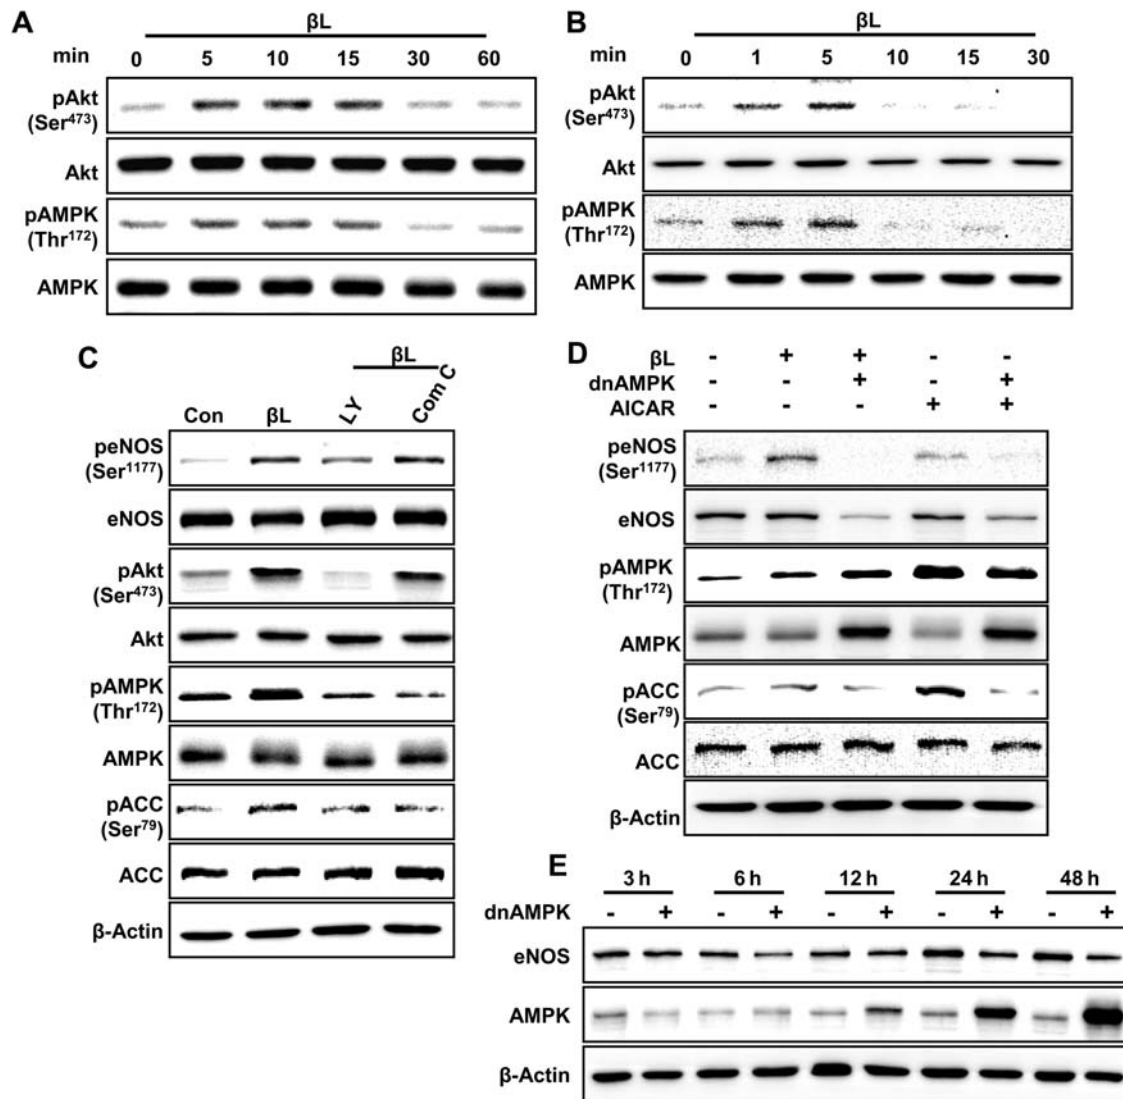 A
βL
min 0 5 10 15 30 60
pAkt
(Ser473)
Akt
pAMPK
(Thr172)
AMPK
B
βL
min 0 1 5 10 15 30
pAkt
(Ser473)
Akt
pAMPK
(Thr172)
AMPK
C
βL
Con βL LY Com C
peNOS
(Ser1177)
eNOS
pAkt
(Ser473)
Akt
pAMPK
(Thr172)
AMPK
pACC
(Ser79)
ACC
β-Actin
D
βL - + + - -
dnAMPK - - + - +
AICAR - - - + +
peNOS
(Ser1177)
eNOS
pAMPK
(Thr172)
AMPK
pACC
(Ser79)
ACC
β-Actin
E
3 h 6 h 12 h 24 h 48 h
dnAMPK - + - + - + - + - +
eNOS
AMPK
β-Actin